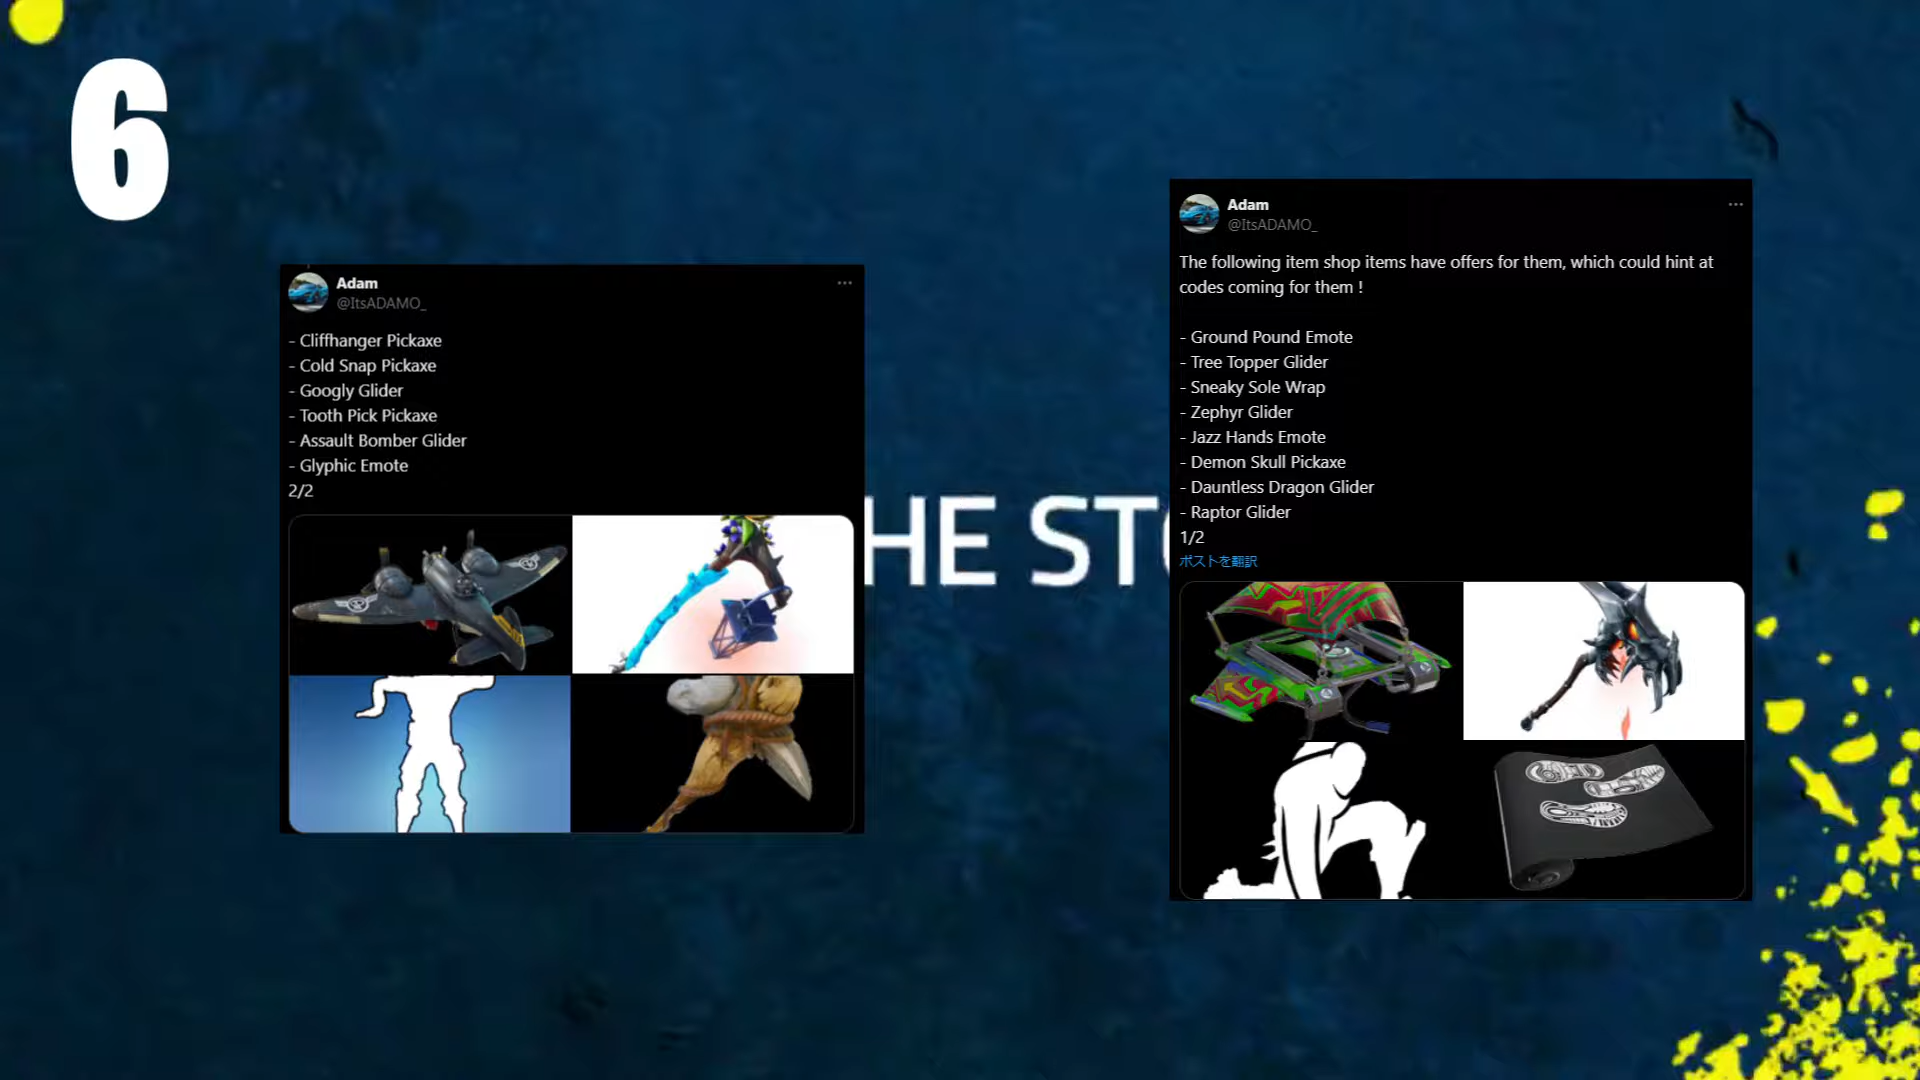 6
Adam
@ItsADAMO_
- Cliffhanger Pickaxe
- Cold Snap Pickaxe
- Googly Glider
- Tooth Pick Pickaxe
- Assault Bomber Glider
- Glyphic Emote
2/2
HE ST
Adam
@ItsADAMO_
The following item shop items have offers for them, which could hint at
codes coming for them !
- Ground Pound Emote
- Tree Topper Glider
- Sneaky Sole Wrap
- Zephyr Glider
- Jazz Hands Emote
- Demon Skull Pickaxe
- Dauntless Dragon Glider
- Raptor Glider
1/2
ポストを翻訳